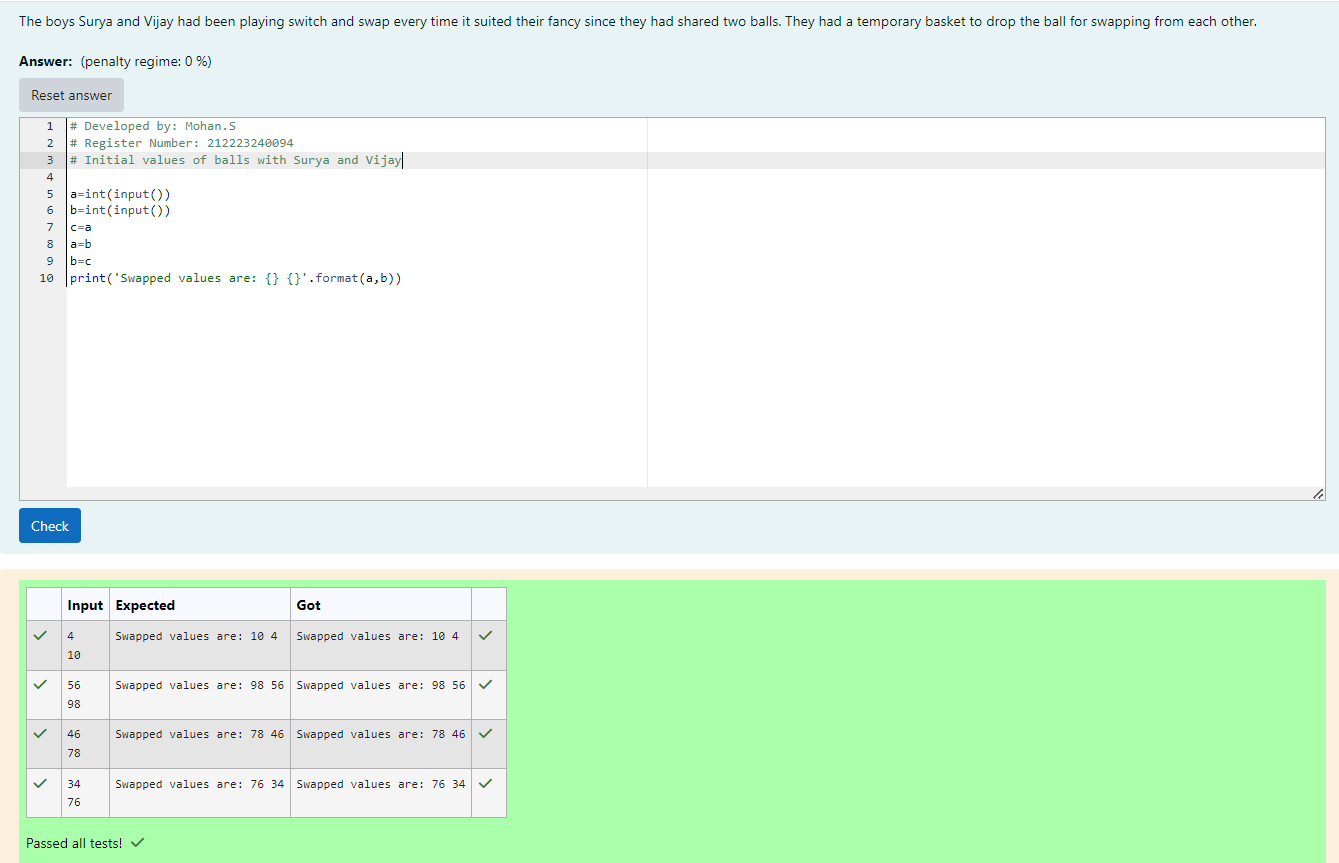 The boys Surya and Vijay had been playing switch and swap every time it suited their fancy since they had shared two balls. They had a temporary basket to drop the ball for swapping from each other.
Answer: (penalty regime: 0 %)
Reset answer
1 # Developed by: Mohan.S
2 # Register Number: 212223240094
3 # Initial values of balls with Surya and Vijay
4
5 a=int(input())
6 b=int(input())
7 c=a
8 a=b
9 b=c
10 print('Swapped values are: {} {}'.format(a,b))
Check
Input Expected Got
4 Swapped values are: 10 4 Swapped values are: 10 4
10
56 Swapped values are: 98 56 Swapped values are: 98 56
98
46 Swapped values are: 78 46 Swapped values are: 78 46
78
34 Swapped values are: 76 34 Swapped values are: 76 34
76
Passed all tests!